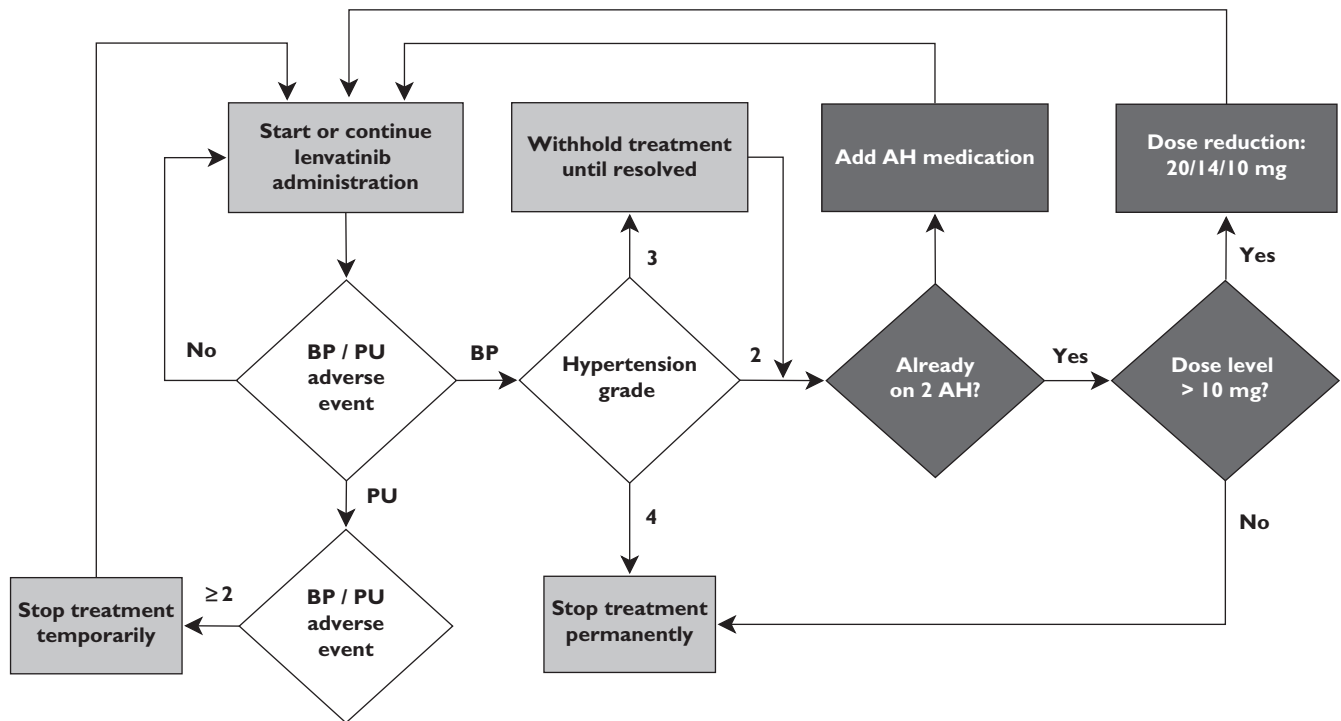 Start or continue
lenvatinib
administration
Withhold treatment
until resolved
Add AH medication
Dose reduction:
20/14/10 mg
3
Yes
No
BP / PU
adverse
event
BP
Hypertension
grade
2
Already
on 2 AH?
Yes
Dose level
> 10 mg?
PU
4
No
≥ 2
Stop treatment
temporarily
BP / PU
adverse
event
Stop treatment
permanently